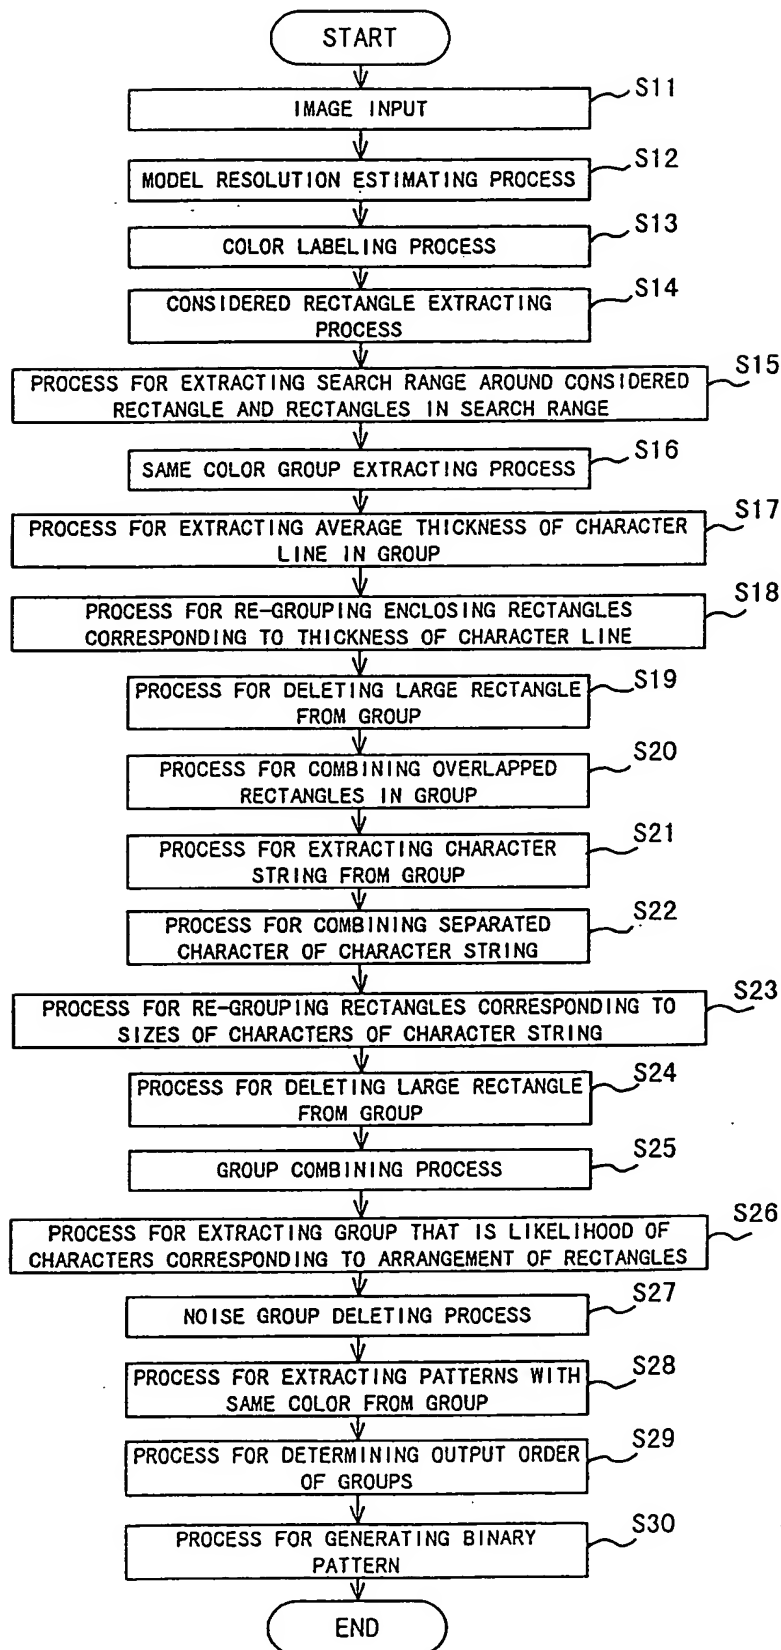 START
S11
IMAGE INPUT
S12
MODEL RESOLUTION ESTIMATING PROCESS
S13
COLOR LABELING PROCESS
S14
CONSIDERED RECTANGLE EXTRACTING
PROCESS
S15
PROCESS FOR EXTRACTING SEARCH RANGE AROUND CONSIDERED
RECTANGLE AND RECTANGLES IN SEARCH RANGE
S16
SAME COLOR GROUP EXTRACTING PROCESS
S17
PROCESS FOR EXTRACTING AVERAGE THICKNESS OF CHARACTER
LINE IN GROUP
S18
PROCESS FOR RE-GROUPING ENCLOSING RECTANGLES
CORRESPONDING TO THICKNESS OF CHARACTER LINE
S19
PROCESS FOR DELETING LARGE RECTANGLE
FROM GROUP
S20
PROCESS FOR COMBINING OVERLAPPED
RECTANGLES IN GROUP
S21
PROCESS FOR EXTRACTING CHARACTER
STRING FROM GROUP
S22
PROCESS FOR COMBINING SEPARATED
CHARACTER OF CHARACTER STRING
S23
PROCESS FOR RE-GROUPING RECTANGLES CORRESPONDING TO
SIZES OF CHARACTERS OF CHARACTER STRING
S24
PROCESS FOR DELETING LARGE RECTANGLE
FROM GROUP
S25
GROUP COMBINING PROCESS
S26
PROCESS FOR EXTRACTING GROUP THAT IS LIKELIHOOD OF
CHARACTERS CORRESPONDING TO ARRANGEMENT OF RECTANGLES
S27
NOISE GROUP DELETING PROCESS
S28
PROCESS FOR EXTRACTING PATTERNS WITH
SAME COLOR FROM GROUP
S29
PROCESS FOR DETERMINING OUTPUT ORDER
OF GROUPS
S30
PROCESS FOR GENERATING BINARY
PATTERN
END